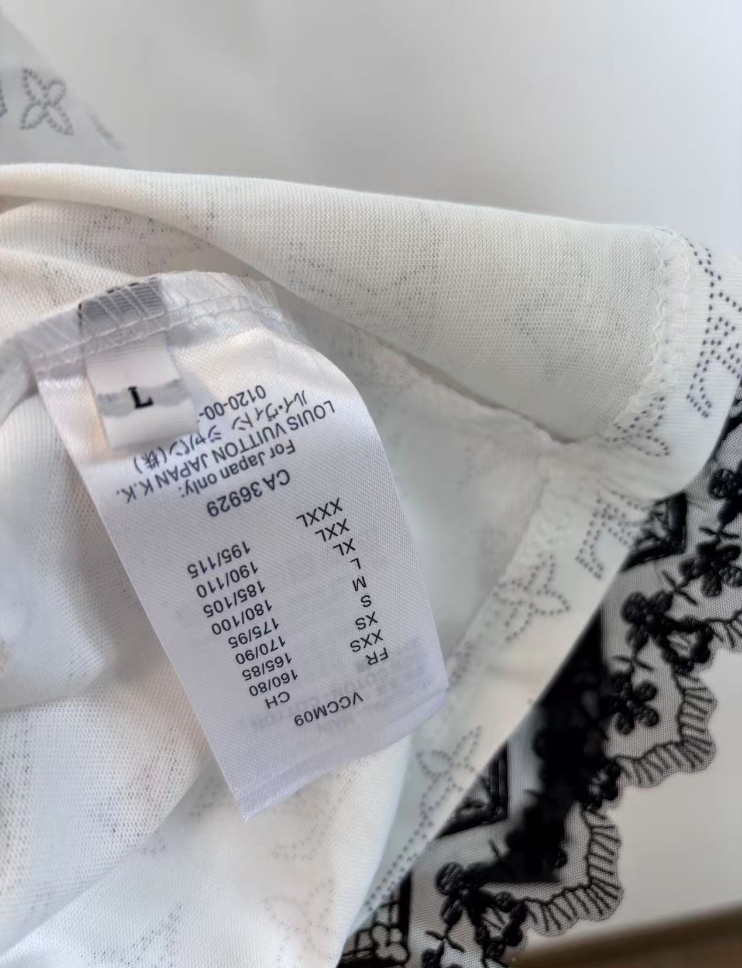 VCCM09
FR CH
XXS 160/80
XS 165/85
S 170/90
M 175/95
L 180/100
XL 185/105
XXL 190/110
XXXL 195/115
CA 36929
For Japan only:
LOUIS VUITTON JAPAN K.K.
ルイ・ヴィトン ジャパン(株)
0120-00-
L